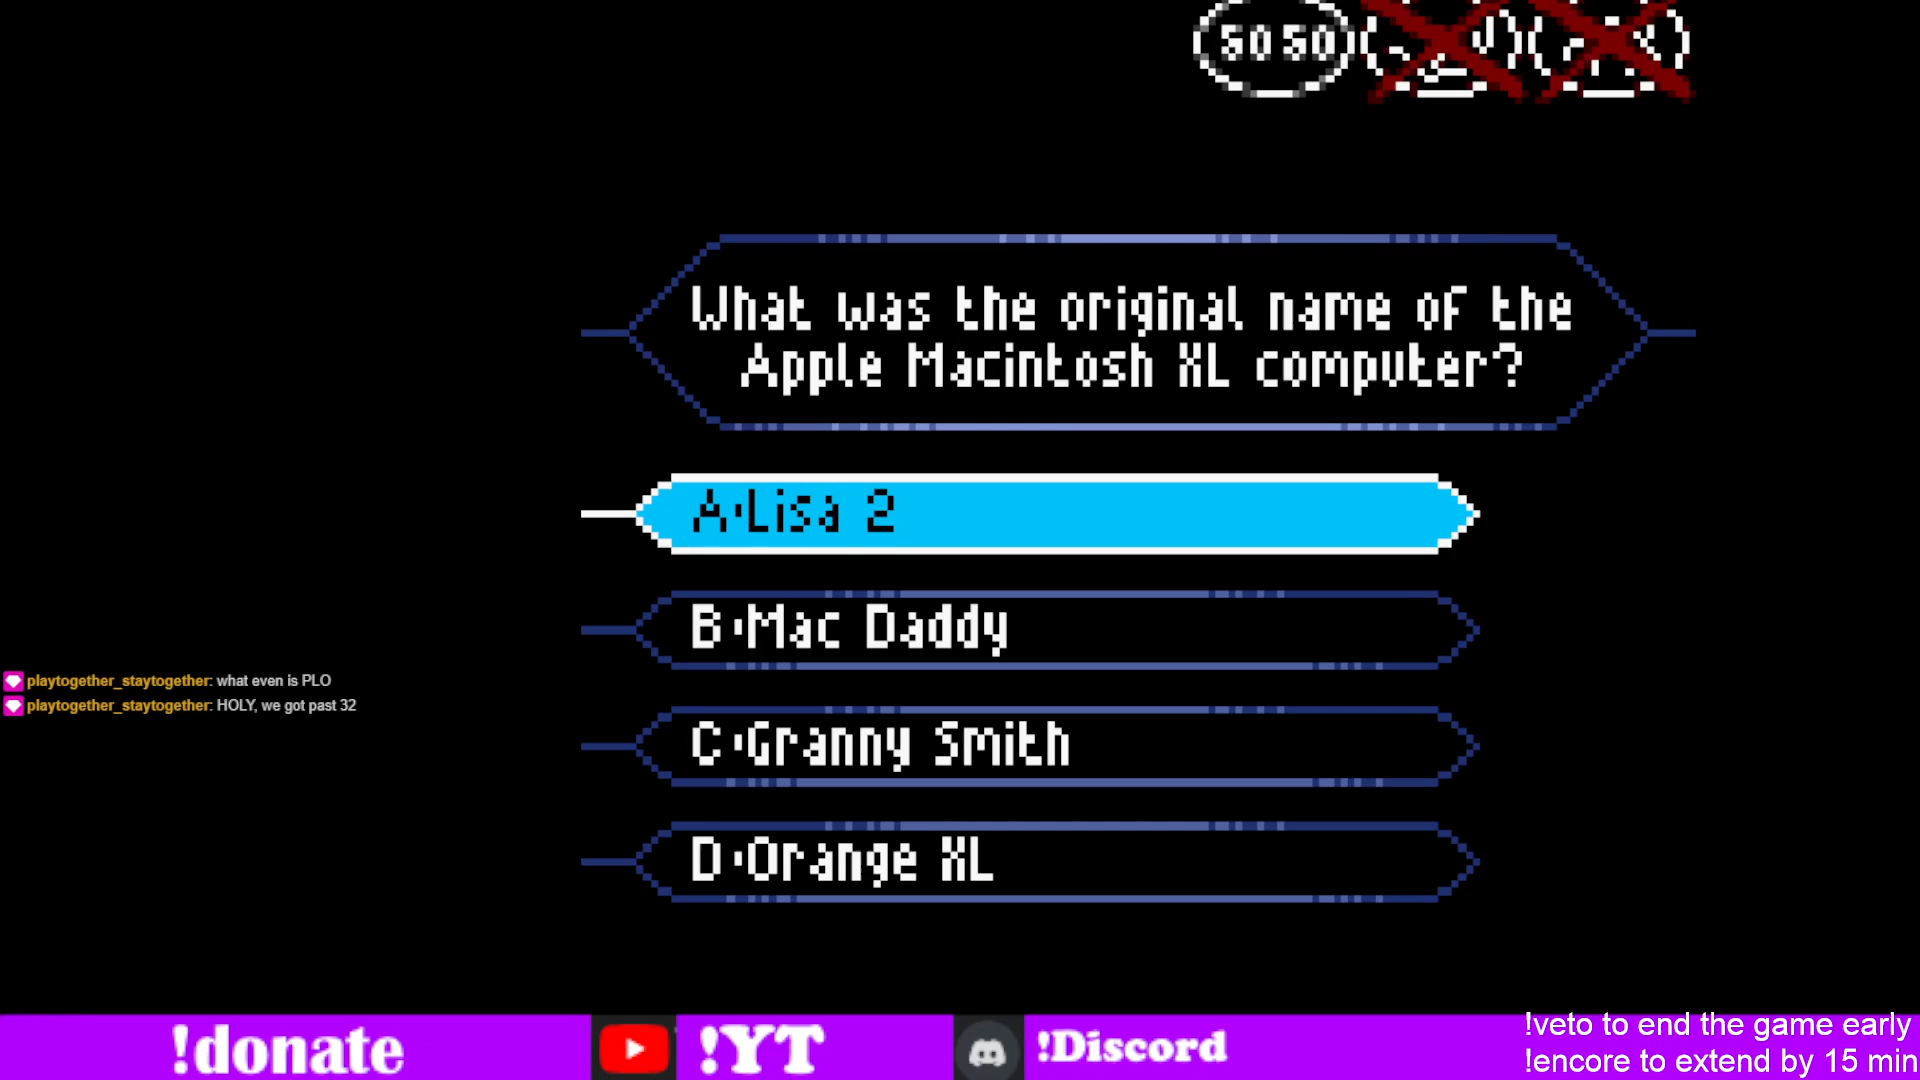 50 50
What was the original name of the
Apple Macintosh XL computer?
A·Lisa 2
B·Mac Daddy
playtogether_staytogether: what even is PLO
playtogether_staytogether: HOLY, we got past 32
C·Granny Smith
D·Orange XL
!donate
!YT
!Discord
!veto to end the game early
!encore to extend by 15 min